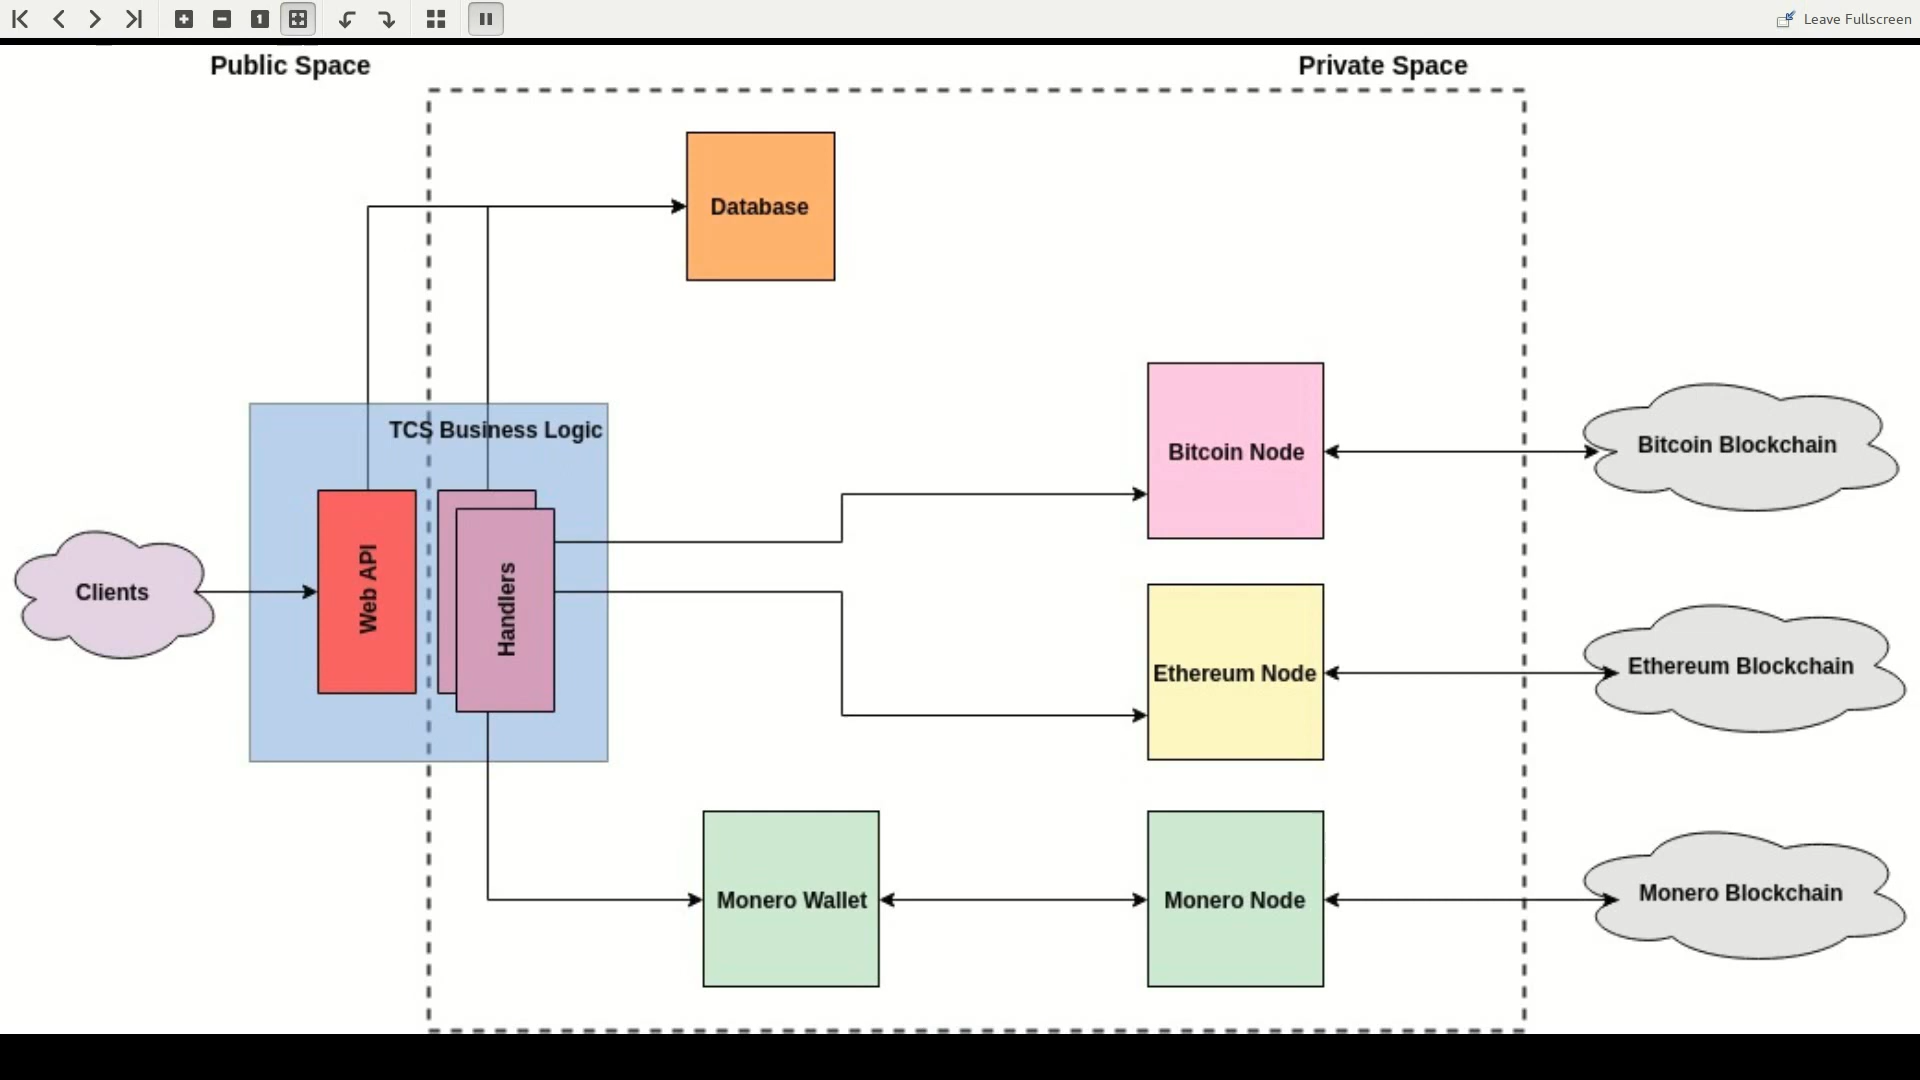 1
Leave Fullscreen
Public Space
Private Space
Database
TCS Business Logic
Bitcoin Node
Bitcoin Blockchain
Clients
Web API
Handlers
Ethereum Node
Ethereum Blockchain
Monero Wallet
Monero Node
Monero Blockchain